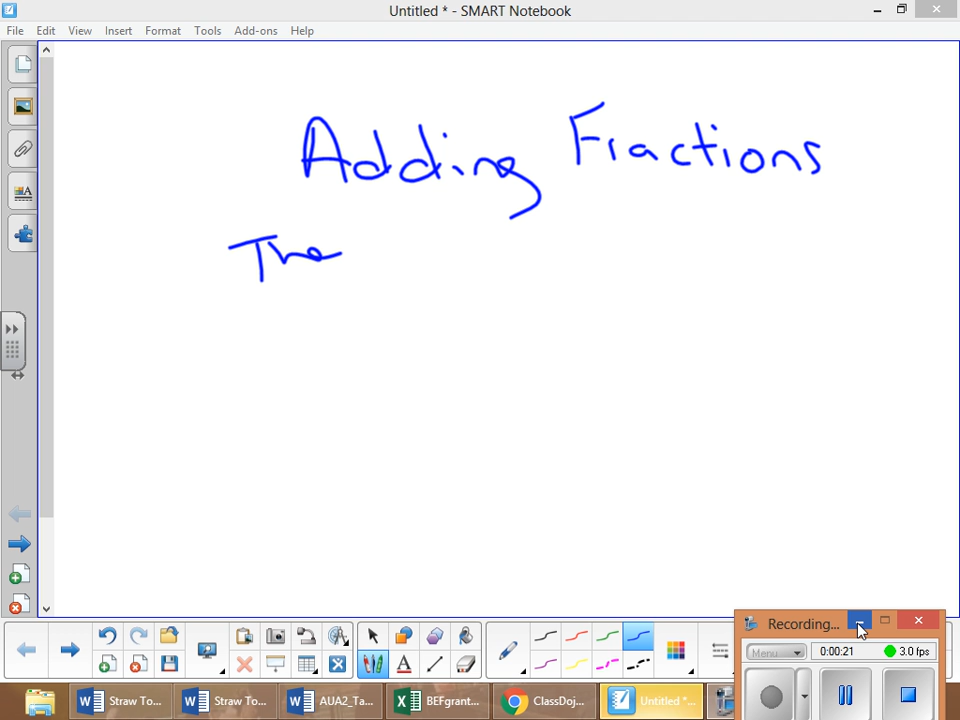 Untitled * - SMART Notebook
File Edit View Insert Format Tools Add-ons Help
Adding Fractions
The
Recording...
Menu 0:00:21 3.0 fps
Straw To... Straw To... AUA2_Ta... BEFgrant... ClassDoj... Untitled *...